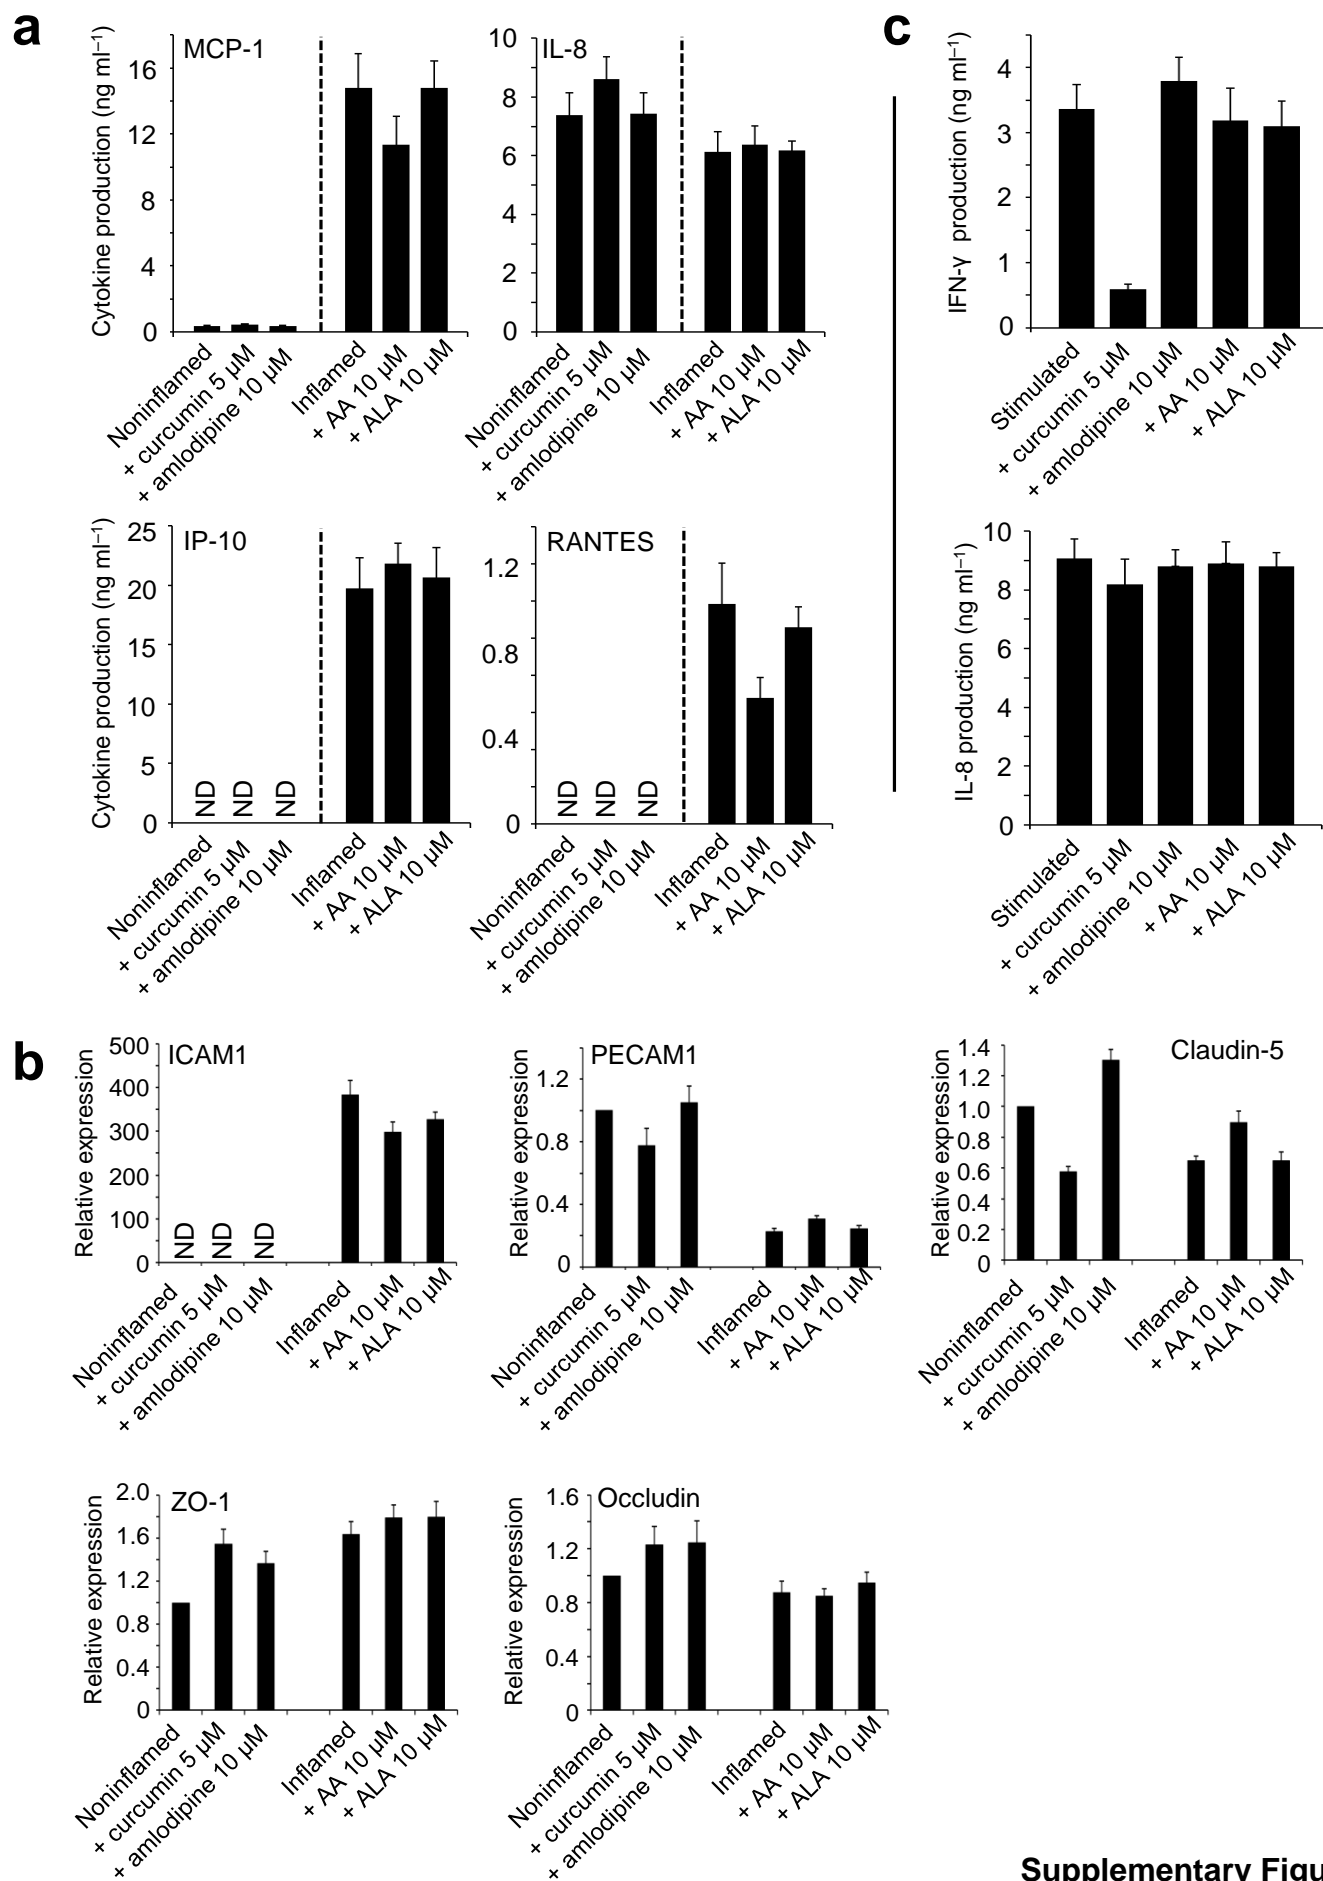 a
MCP-1
Cytokine production (ng ml⁻¹)
16
12
8
4
0
Noninflamed
+ curcumin 5 µM
+ amlodipine 10 µM
Inflamed
+ AA 10 µM
+ ALA 10 µM
IL-8
10
8
6
4
2
0
Noninflamed
+ curcumin 5 µM
+ amlodipine 10 µM
Inflamed
+ AA 10 µM
+ ALA 10 µM
IP-10
Cytokine production (ng ml⁻¹)
25
20
15
10
5
0
ND
ND
ND
Noninflamed
+ curcumin 5 µM
+ amlodipine 10 µM
Inflamed
+ AA 10 µM
+ ALA 10 µM
RANTES
1.2
0.8
0.4
0
ND
ND
ND
Noninflamed
+ curcumin 5 µM
+ amlodipine 10 µM
Inflamed
+ AA 10 µM
+ ALA 10 µM
c
IFN-γ production (ng ml⁻¹)
4
3
2
1
0
Stimulated
+ curcumin 5 µM
+ amlodipine 10 µM
+ AA 10 µM
+ ALA 10 µM
IL-8 production (ng ml⁻¹)
10
8
6
4
2
0
Stimulated
+ curcumin 5 µM
+ amlodipine 10 µM
+ AA 10 µM
+ ALA 10 µM
b
ICAM1
Relative expression
500
400
300
200
100
0
ND
ND
ND
Noninflamed
+ curcumin 5 µM
+ amlodipine 10 µM
Inflamed
+ AA 10 µM
+ ALA 10 µM
PECAM1
Relative expression
1.2
0.8
0.4
0
Noninflamed
+ curcumin 5 µM
+ amlodipine 10 µM
Inflamed
+ AA 10 µM
+ ALA 10 µM
Claudin-5
Relative expression
1.4
1.2
1.0
0.8
0.6
0.4
0.2
0
Noninflamed
+ curcumin 5 µM
+ amlodipine 10 µM
Inflamed
+ AA 10 µM
+ ALA 10 µM
ZO-1
Relative expression
2.0
1.6
1.2
0.8
0.4
0
Noninflamed
+ curcumin 5 µM
+ amlodipine 10 µM
Inflamed
+ AA 10 µM
+ ALA 10 µM
Occludin
Relative expression
1.6
1.2
0.8
0.4
0
Noninflamed
+ curcumin 5 µM
+ amlodipine 10 µM
Inflamed
+ AA 10 µM
+ ALA 10 µM
Supplementary Figu